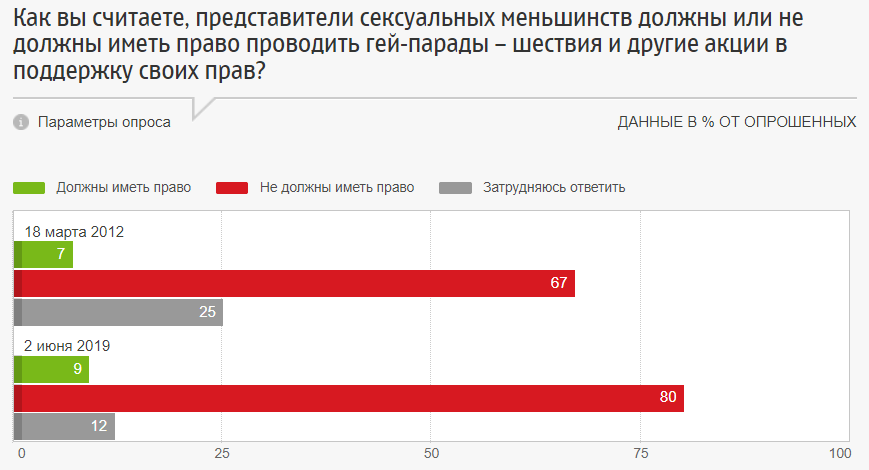 Как вы считаете, представители сексуальных меньшинств должны или не
должны иметь право проводить гей-парады – шествия и другие акции в
поддержку своих прав?
Параметры опроса
ДАННЫЕ В % ОТ ОПРОШЕННЫХ
Должны иметь право
Не должны иметь право
Затрудняюсь ответить
18 марта 2012
7
67
25
2 июня 2019
9
80
12
0 25 50 75 100